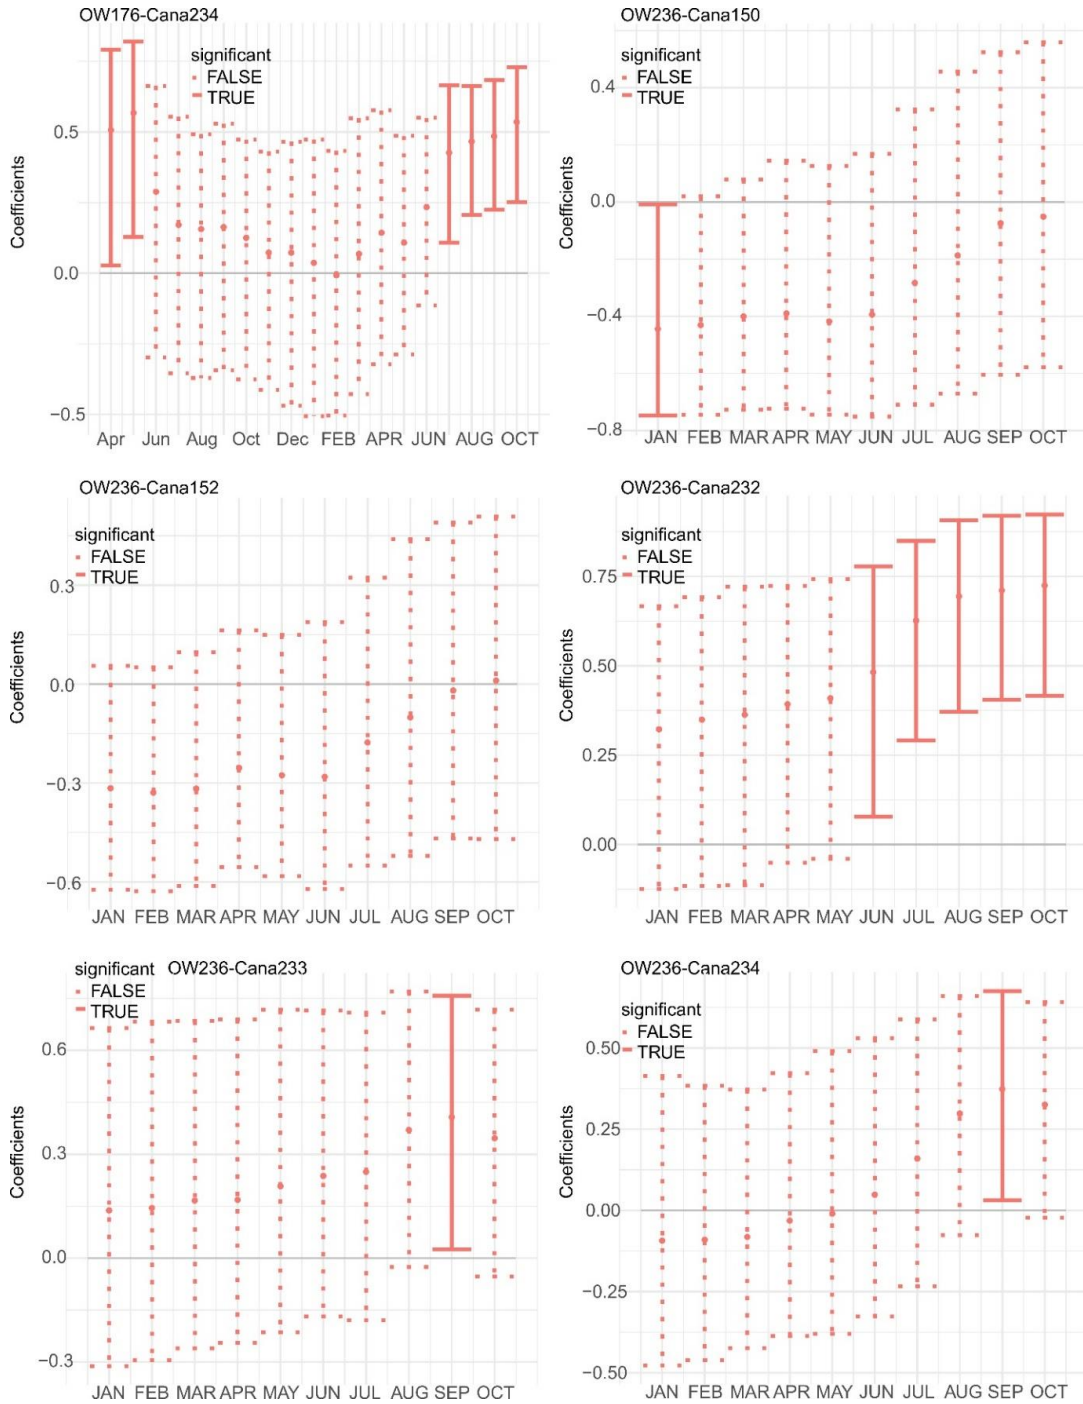 OW176-Cana234
significant
FALSE
TRUE
Coefficients
0.5
0.0
−0.5
Apr Jun Aug Oct Dec FEB APR JUN AUG OCT
OW236-Cana150
significant
FALSE
TRUE
Coefficients
0.4
0.0
−0.4
−0.8
JAN FEB MAR APR MAY JUN JUL AUG SEP OCT
OW236-Cana152
significant
FALSE
TRUE
Coefficients
0.3
0.0
−0.3
−0.6
JAN FEB MAR APR MAY JUN JUL AUG SEP OCT
OW236-Cana232
significant
FALSE
TRUE
Coefficients
0.75
0.50
0.25
0.00
JAN FEB MAR APR MAY JUN JUL AUG SEP OCT
significant OW236-Cana233
FALSE
TRUE
Coefficients
0.6
0.3
0.0
−0.3
JAN FEB MAR APR MAY JUN JUL AUG SEP OCT
OW236-Cana234
significant
FALSE
TRUE
Coefficients
0.50
0.25
0.00
−0.25
−0.50
JAN FEB MAR APR MAY JUN JUL AUG SEP OCT